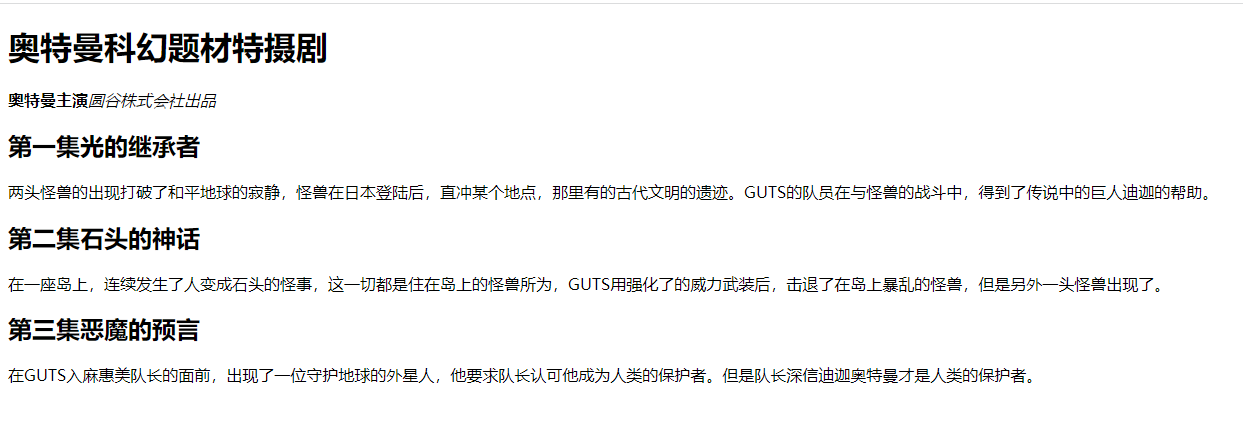 奥特曼科幻题材特摄剧
奥特曼主演圆谷株式会社出品
第一集光的继承者
两头怪兽的出现打破了和平地球的寂静，怪兽在日本登陆后，直冲某个地点，那里有的古代文明的遗迹。GUTS的队员在与怪兽的战斗中，得到了传说中的巨人迪迦的帮助。
第二集石头的神话
在一座岛上，连续发生了人变成石头的怪事，这一切都是住在岛上的怪兽所为，GUTS用强化了的威力武装后，击退了在岛上暴乱的怪兽，但是另外一头怪兽出现了。
第三集恶魔的预言
在GUTS入麻惠美队长的面前，出现了一位守护地球的外星人，他要求队长认可他成为人类的保护者。但是队长深信迪迦奥特曼才是人类的保护者。